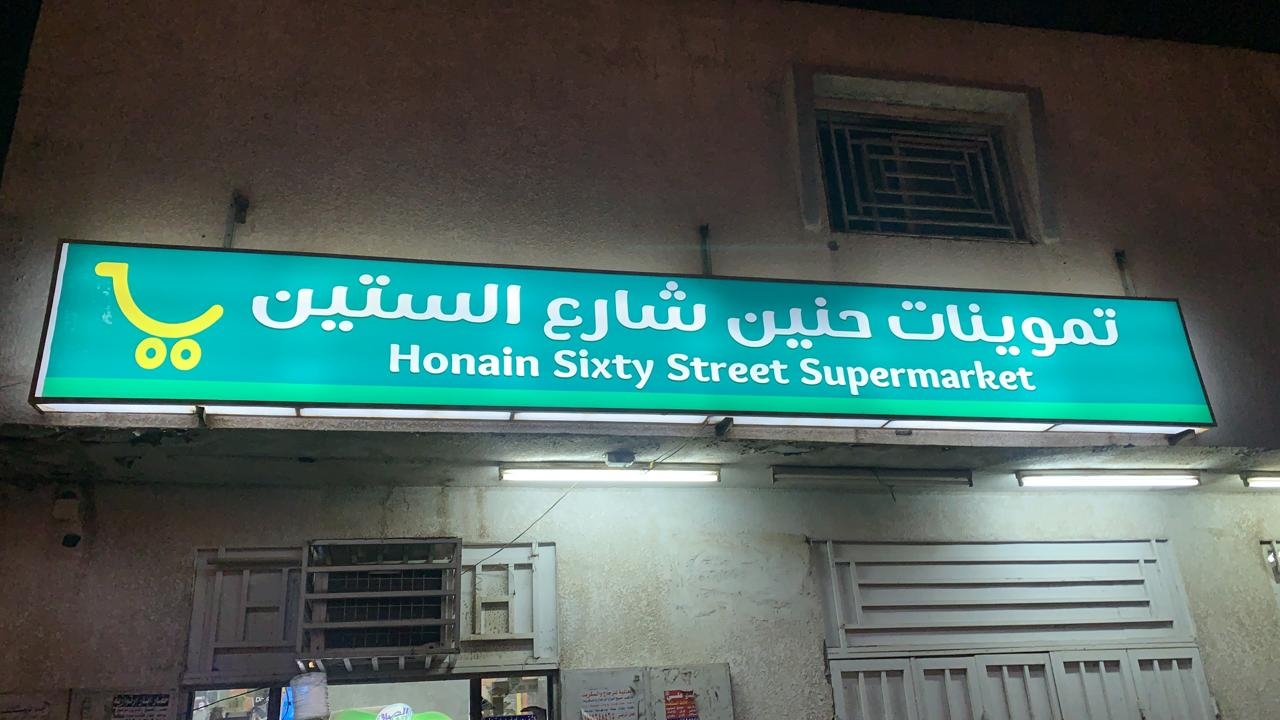 تموينات حنين شارع الستين
Honain Sixty Street Supermarket